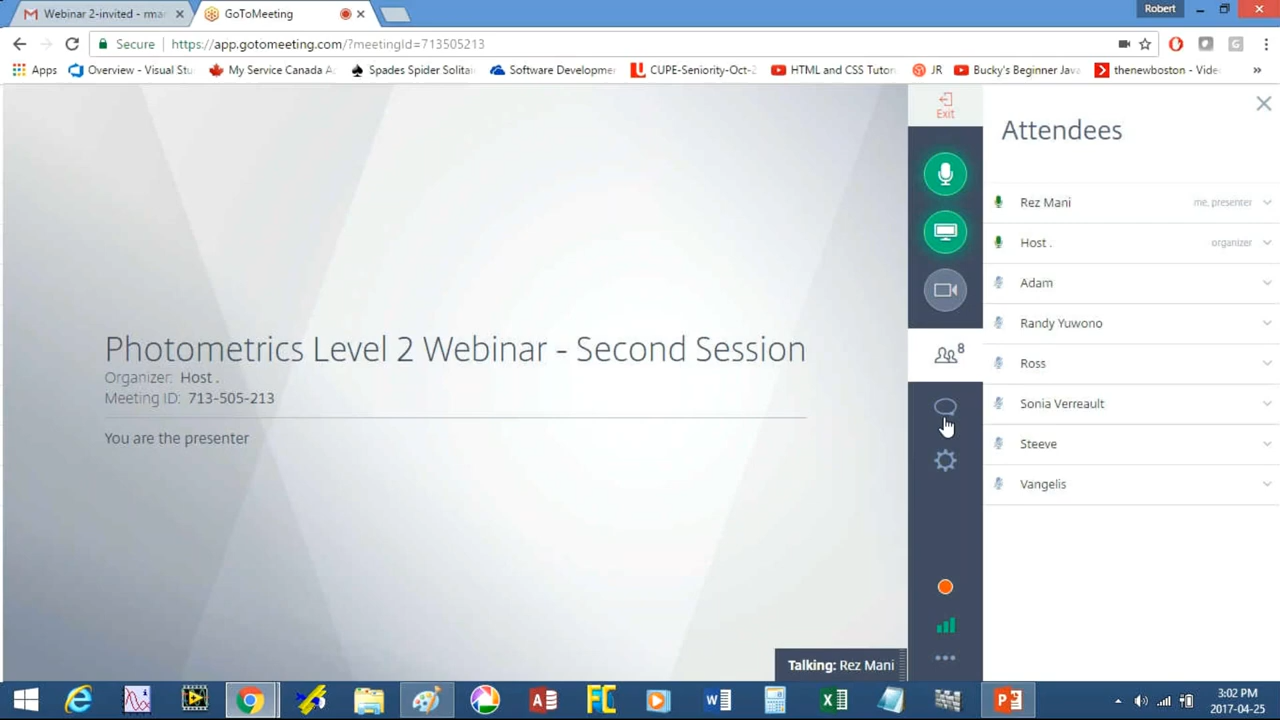 Webinar 2-invited - rma
GoToMeeting
Robert
Secure
https://app.gotomeeting.com/?meetingId=713505213
Apps
Overview - Visual Stu
My Service Canada A
Spades Spider Solitai
Software Developme
CUPE-Seniority-Oct-2
HTML and CSS Tutor
JR
Bucky's Beginner Java
thenewboston - Vide
»
Exit
Attendees
Rez Mani
me, presenter
Host .
organizer
Adam
Randy Yuwono
Photometrics Level 2 Webinar - Second Session
8
Organizer: Host .
Ross
Meeting ID: 713-505-213
Sonia Verreault
You are the presenter
Steeve
Vangelis
Talking: Rez Mani
3:02 PM
2017-04-25